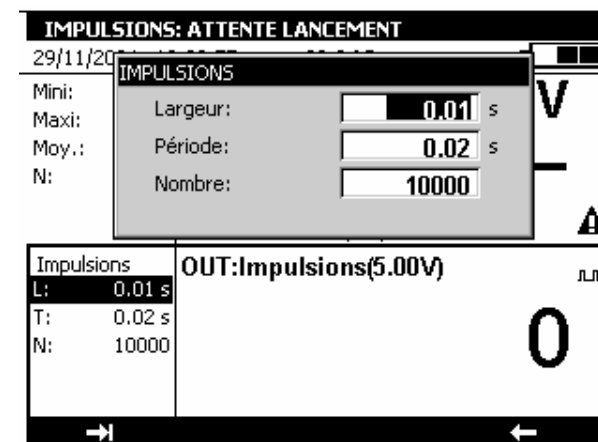 IMPULSIONS: ATTENTE LANCEMENT
29/11/20
IMPULSIONS
Largeur: 0.01 s
Période: 0.02 s
Nombre: 10000
Mini:
Maxi:
Moy.:
N:
V
Impulsions
L: 0.01 s
T: 0.02 s
N: 10000
OUT:Impulsions(5.00V)
0